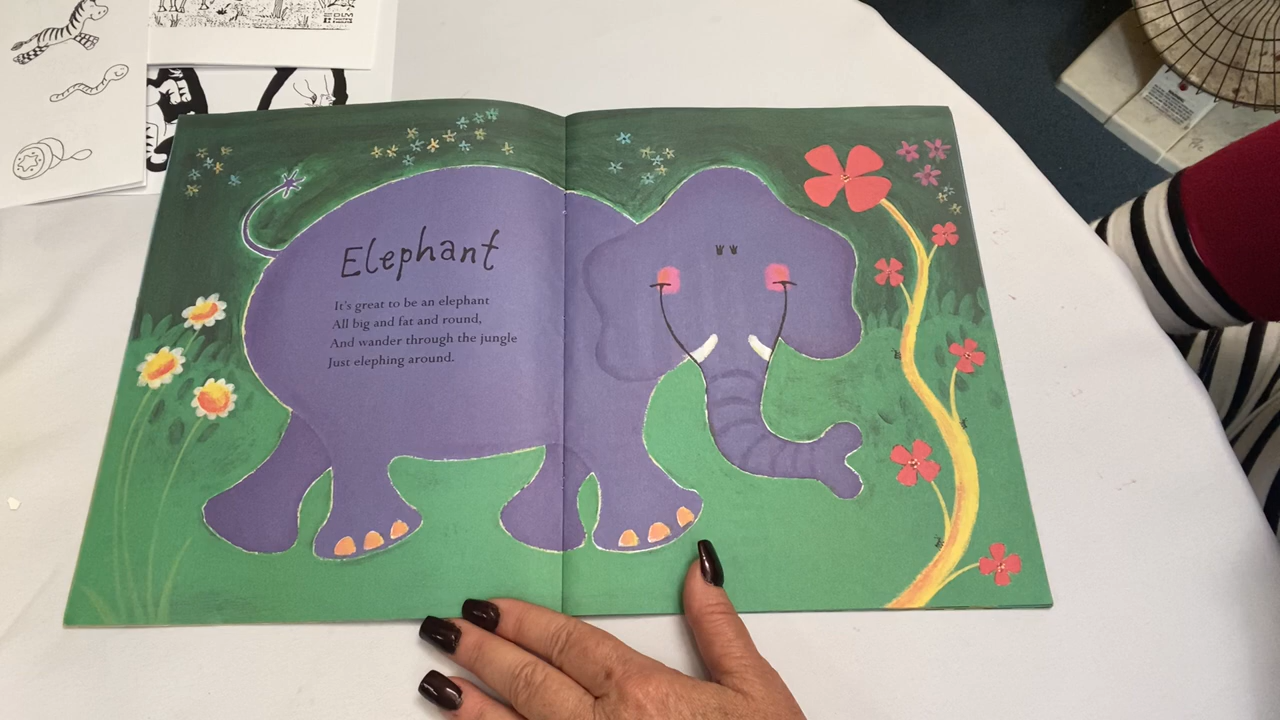 Elephant
It's great to be an elephant
All big and fat and round,
And wander through the jungle
Just elephing around.